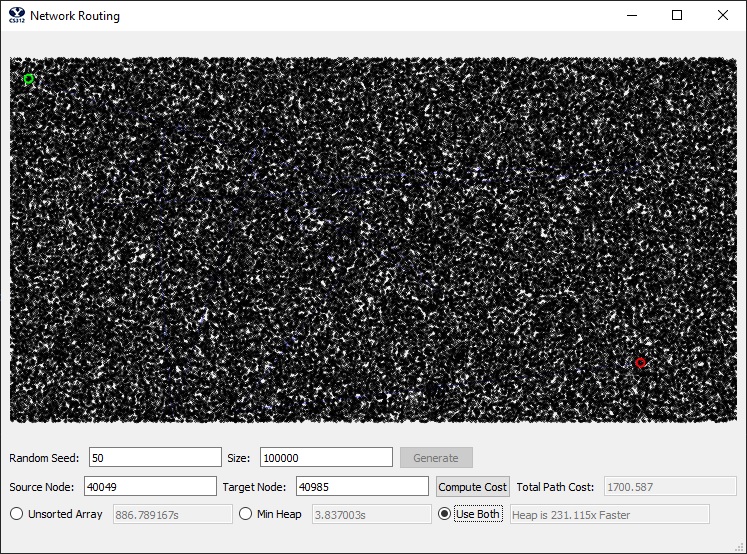 CS312 Network Routing
Random Seed: 50 Size: 100000 Generate
Source Node: 40049 Target Node: 40985 Compute Cost Total Path Cost: 1700.587
Unsorted Array 886.789167s Min Heap 3.837003s Use Both Heap is 231.115x Faster